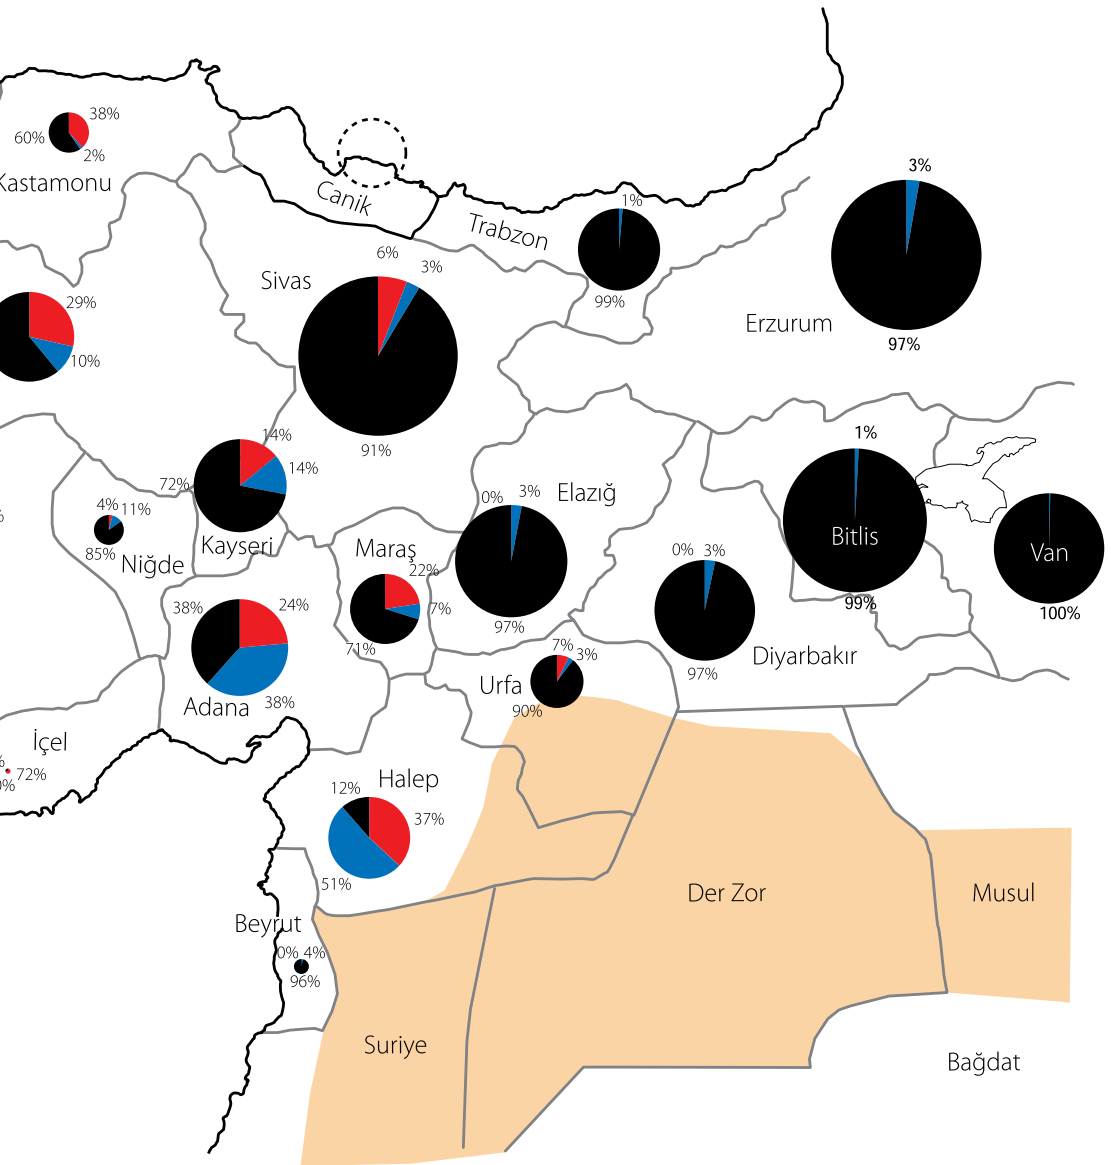 3%
38%
60%
2%
Kastamonu
Canik
1%
Trabzon
6%
3%
Sivas
99%
29%
Erzurum
97%
10%
14%
1%
91%
14%
72%
0%
3%
Elazığ
4%
11%
%
Bitlis
Kayseri
Maraş
0%
3%
Van
85%
Niğde
22%
99%
38%
24%
7%
100%
97%
71%
7%
3%
Diyarbakır
97%
Urfa
38%
Adana
90%
İçel
%
72%
0%
Halep
12%
37%
51%
Der Zor
Musul
Beyrut
0%
4%
96%
Suriye
Bağdat